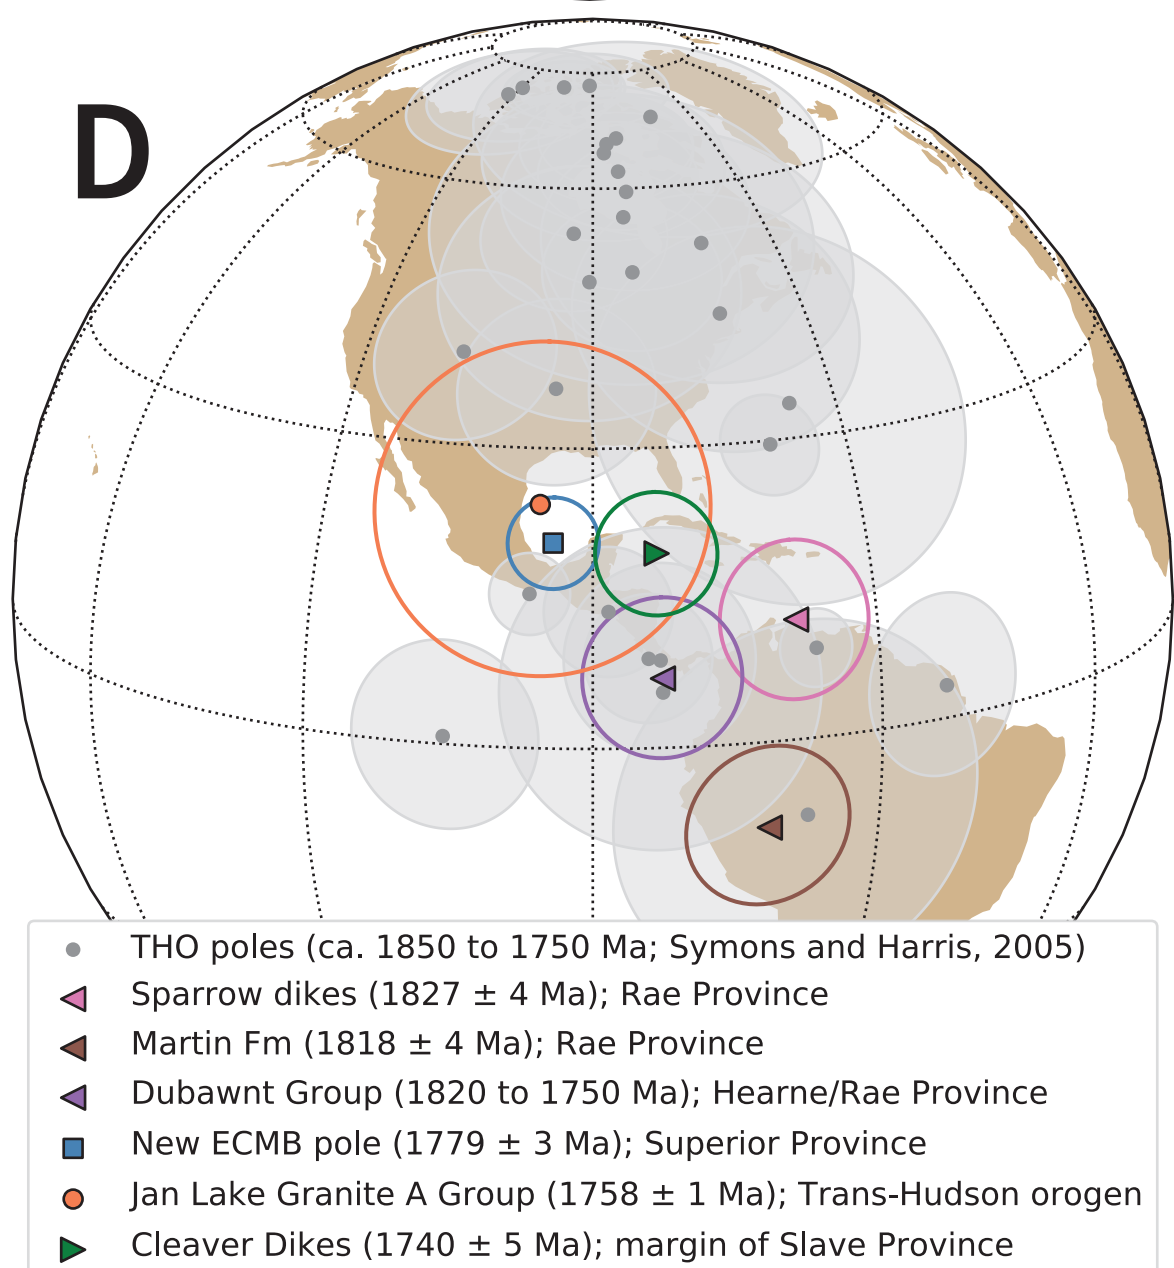 D
THO poles (ca. 1850 to 1750 Ma; Symons and Harris, 2005)
Sparrow dikes (1827 ± 4 Ma); Rae Province
Martin Fm (1818 ± 4 Ma); Rae Province
Dubawnt Group (1820 to 1750 Ma); Hearne/Rae Province
New ECMB pole (1779 ± 3 Ma); Superior Province
Jan Lake Granite A Group (1758 ± 1 Ma); Trans-Hudson orogen
Cleaver Dikes (1740 ± 5 Ma); margin of Slave Province